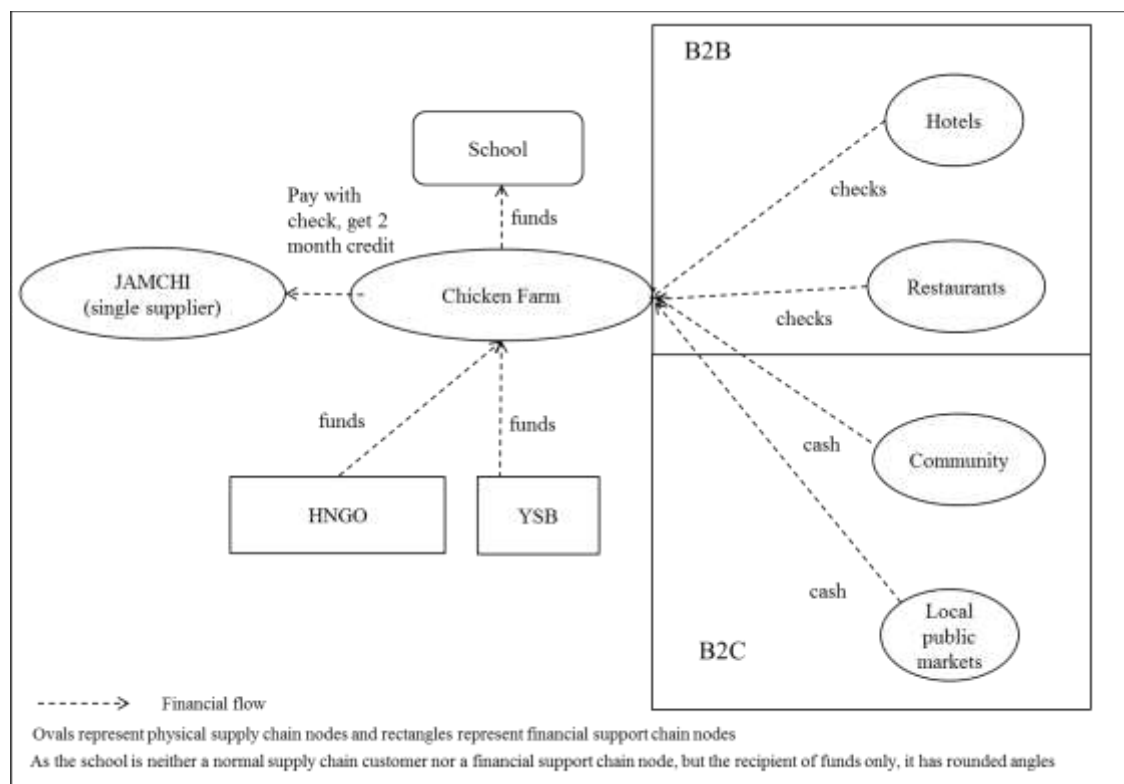 B2B
Hotels
School
checks
Pay with
check, get 2
month credit
funds
JAMCHI
(single supplier)
Chicken Farm
Restaurants
checks
funds
funds
cash
Community
HNGO
YSB
cash
Local
public
markets
B2C
Financial flow
Ovals represent physical supply chain nodes and rectangles represent financial support chain nodes
As the school is neither a normal supply chain customer nor a financial support chain node, but the recipient of funds only, it has rounded angles